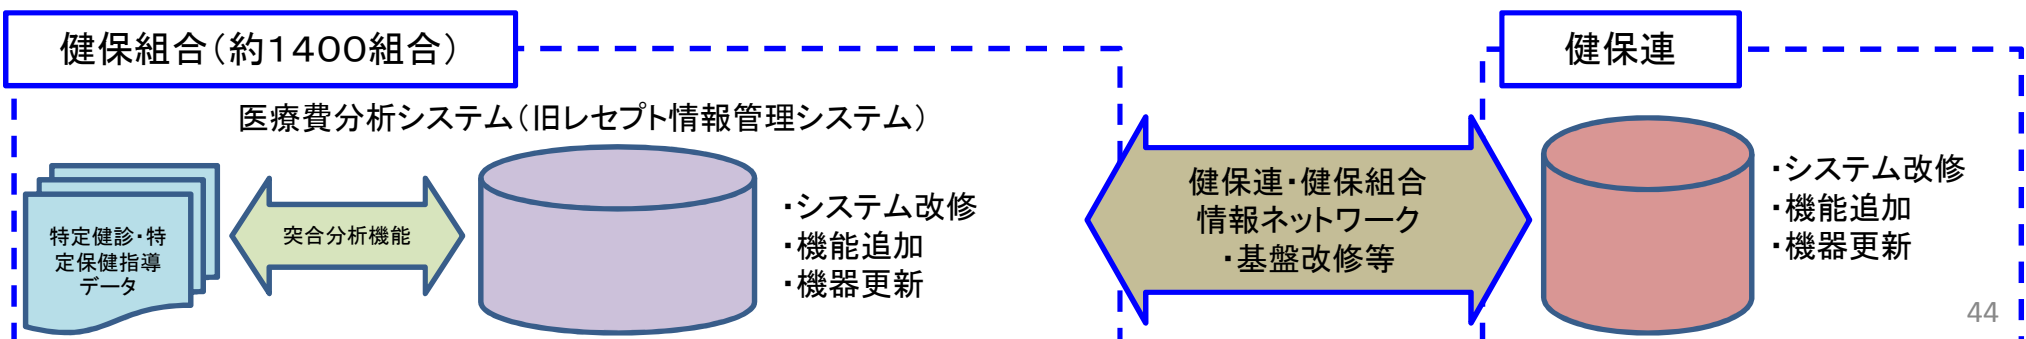 健保組合（約１４００組合）
健保連
医療費分析システム（旧レセプト情報管理システム）
特定健診・特
定保健指導
データ
突合分析機能
・システム改修
・機能追加
・機器更新
健保連・健保組合
情報ネットワーク
・基盤改修等
・システム改修
・機能追加
・機器更新
44